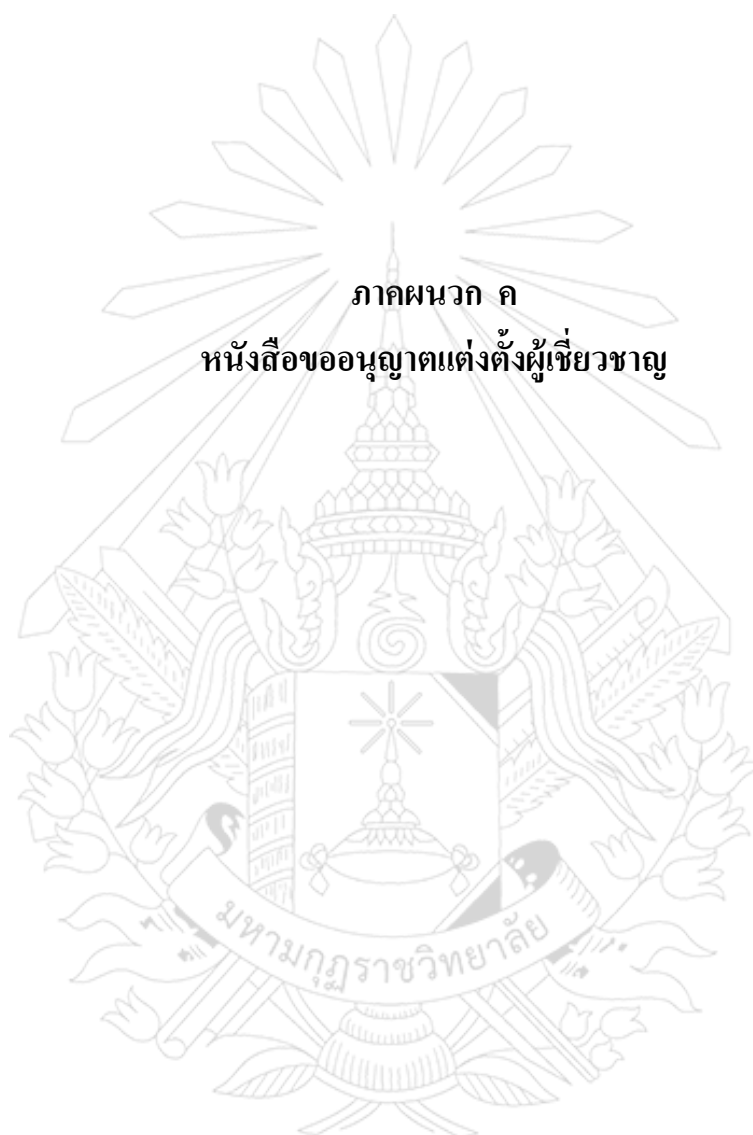 ภาคผนวก ค
หนังสือขออนุญาตแต่งตั้งผู้เชี่ยวชาญ
มหามกุฏราชวิทยาลัย